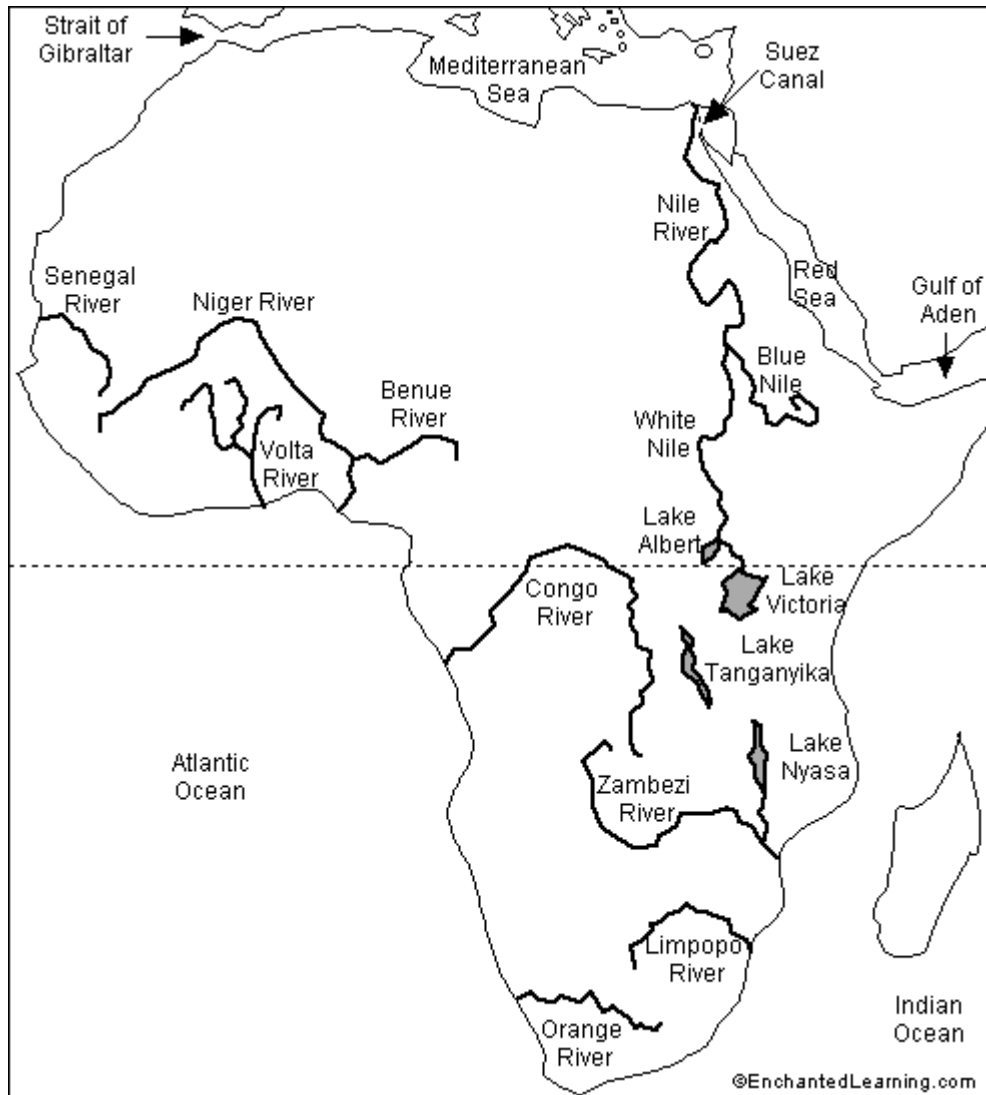 Strait of
Gibraltar
Mediterranean
Sea
Suez
Canal
Nile
River
Red
Sea
Gulf of
Aden
Senegal
River
Niger River
Benue
River
Blue
Nile
White
Nile
Volta
River
Lake
Albert
Congo
River
Lake
Victoria
Lake
Tanganyika
Atlantic
Ocean
Lake
Nyasa
Zambezi
River
Limpopo
River
Orange
River
Indian
Ocean
©EnchantedLearning.com